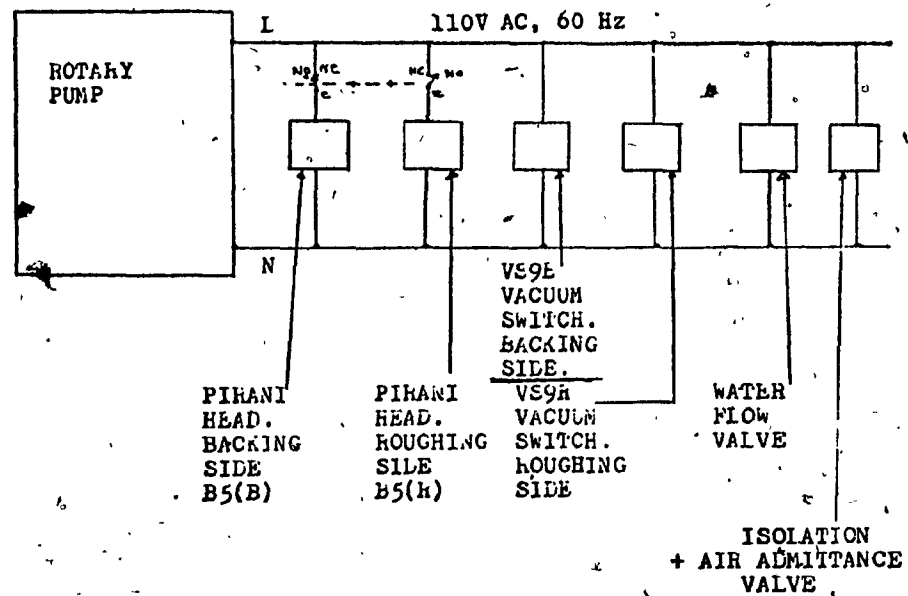 L
110V AC, 60 Hz
ROTARY
PUMP
NO NC
C
NC NO
C
N
VS9B
VACUUM
SWITCH.
BACKING
SIDE.
PIRANI
HEAD.
BACKING
SIDE
B5(B)
PIRANI
HEAD.
ROUGHING
SIDE
B5(R)
VS9R
VACUUM
SWITCH.
ROUGHING
SIDE
WATER
FLOW
VALVE
ISOLATION
+ AIR ADMITTANCE
VALVE